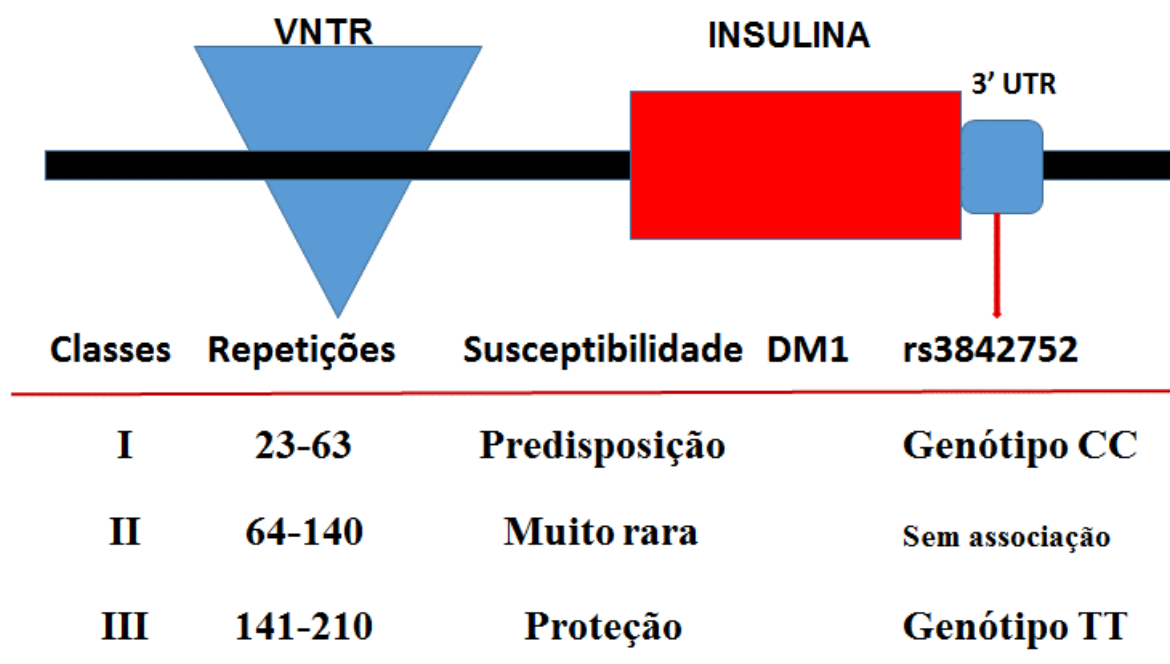 VNTR
INSULINA
3’ UTR
Classes Repetições Susceptibilidade DM1 rs3842752
I 23-63 Predisposição Genótipo CC
II 64-140 Muito rara Sem associação
III 141-210 Proteção Genótipo TT